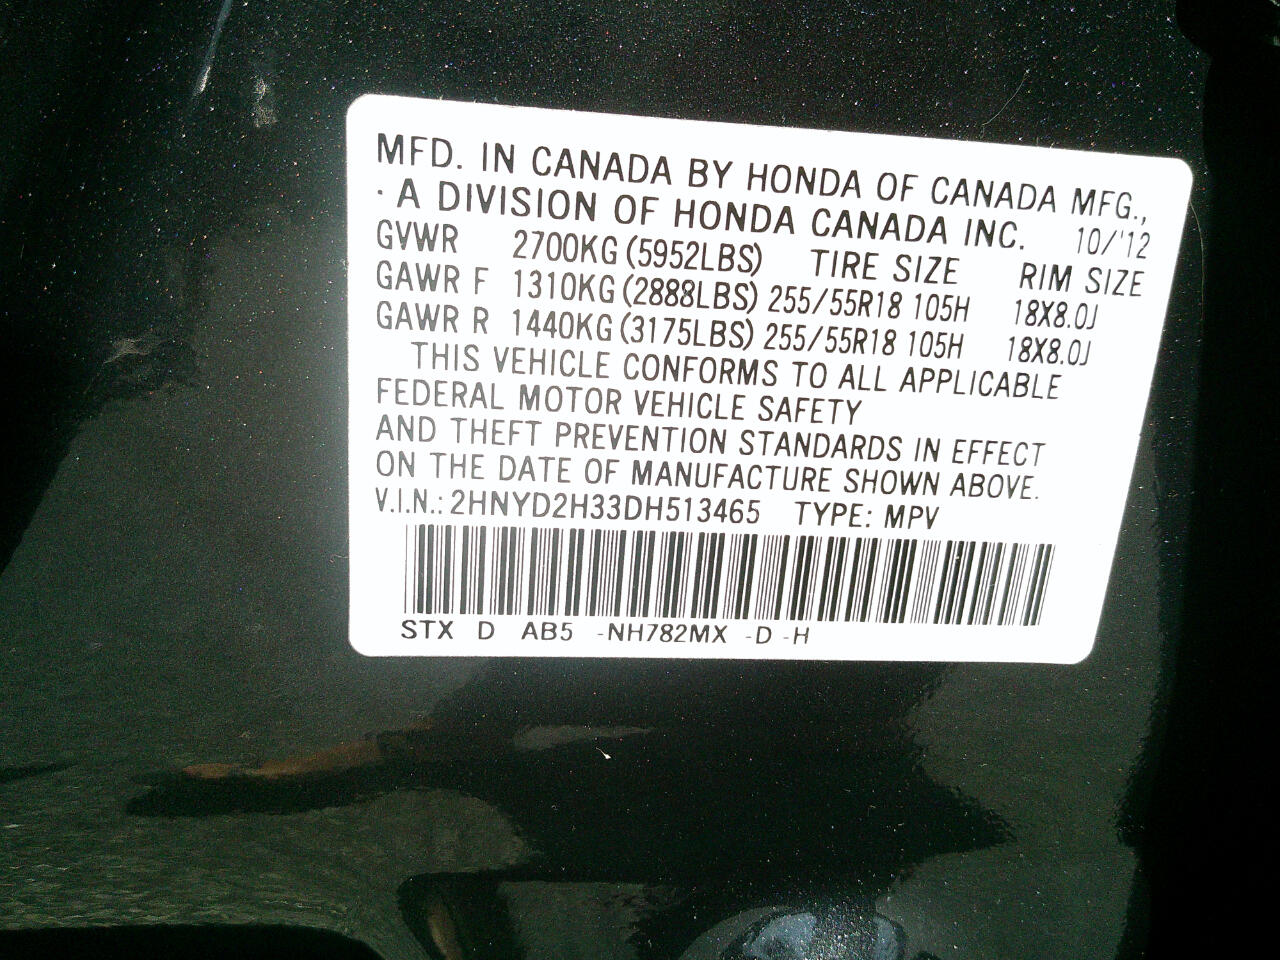 MFD. IN CANADA BY HONDA OF CANADA MFG.,
· A DIVISION OF HONDA CANADA INC. 10/'12
GVWR 2700KG (5952LBS) TIRE SIZE RIM SIZE
GAWR F 1310KG (2888LBS) 255/55R18 105H 18X8.0J
GAWR R 1440KG (3175LBS) 255/55R18 105H 18X8.0J
THIS VEHICLE CONFORMS TO ALL APPLICABLE
FEDERAL MOTOR VEHICLE SAFETY
AND THEFT PREVENTION STANDARDS IN EFFECT
ON THE DATE OF MANUFACTURE SHOWN ABOVE.
V.I.N.: 2HNYD2H33DH513465 TYPE: MPV
STX D AB5 -NH782MX -D -H